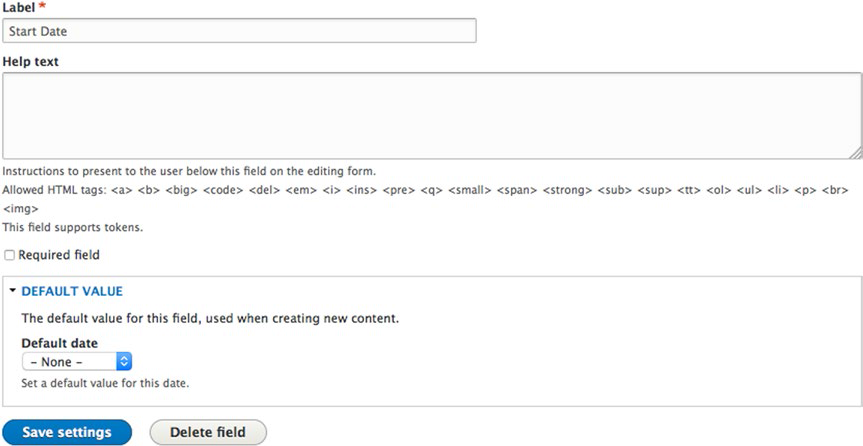 Label *
Start Date
Help text
Instructions to present to the user below this field on the editing form.
Allowed HTML tags: <a> <b> <big> <code> <del> <em> <i> <ins> <pre> <q> <small> <span> <strong> <sub> <sup> <tt> <ol> <ul> <li> <p> <br>
<img>
This field supports tokens.
Required field
DEFAULT VALUE
The default value for this field, used when creating new content.
Default date
- None -
Set a default value for this date.
Save settings Delete field